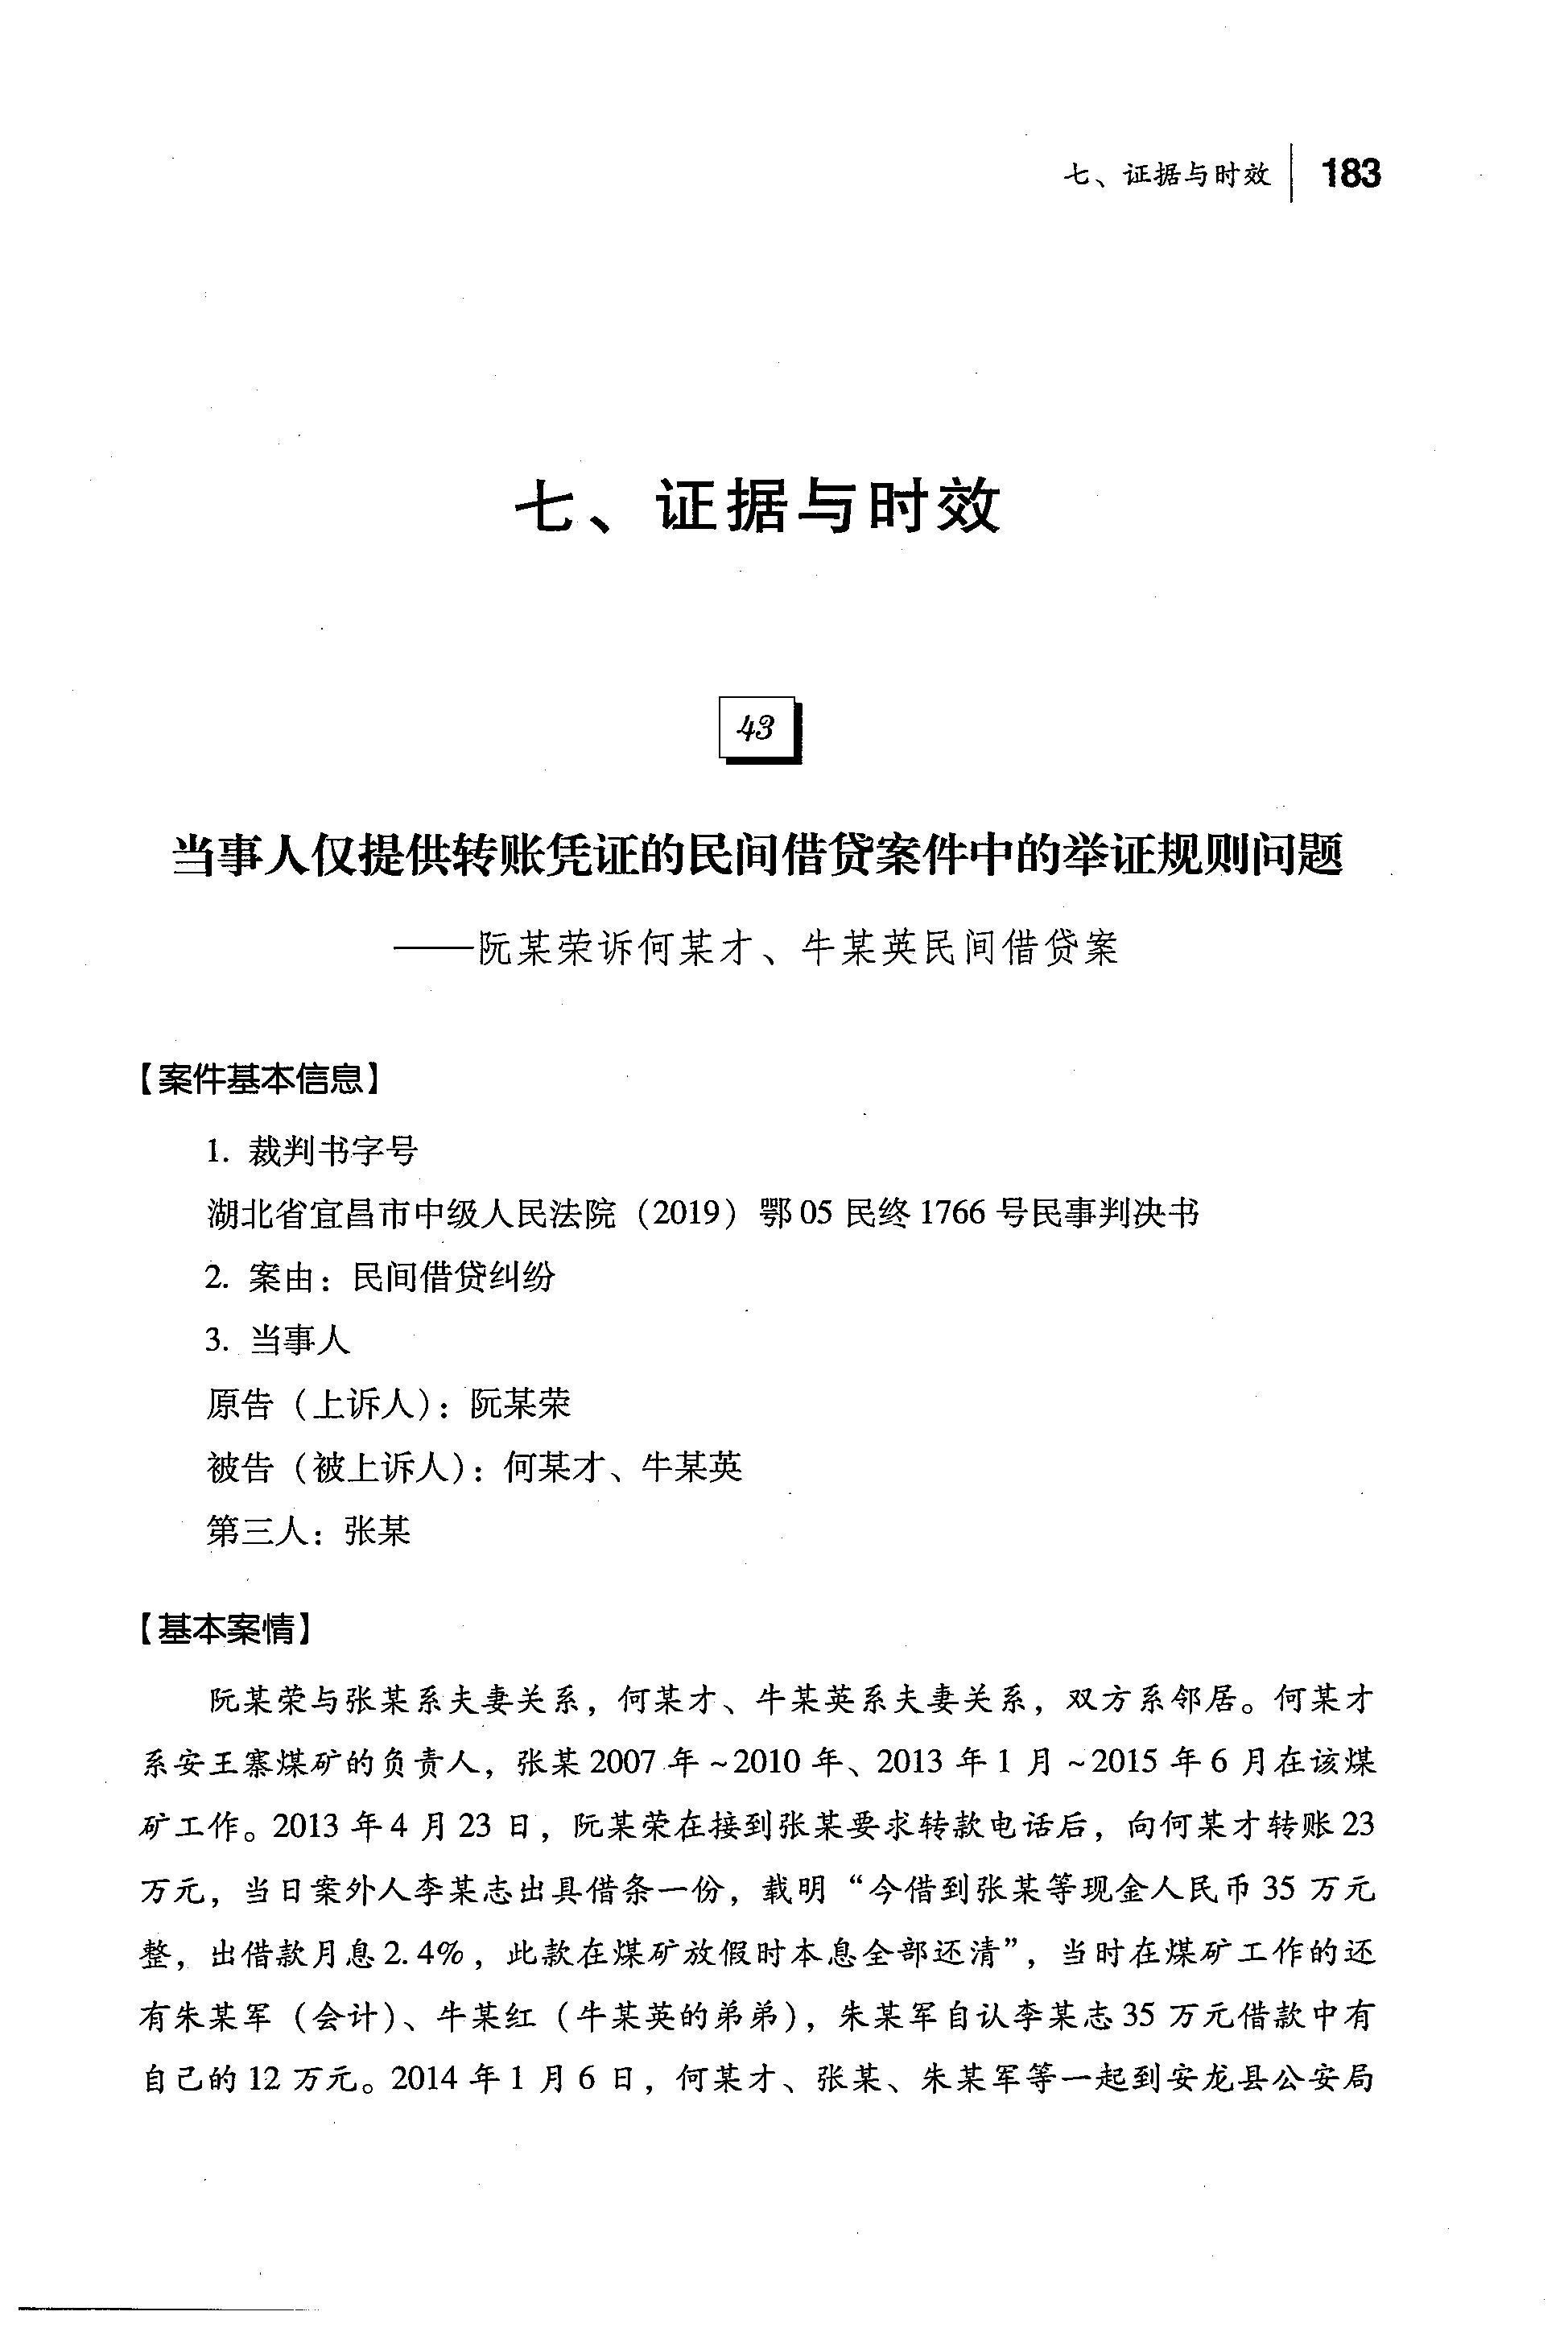 七、证据与时效 183
七、证据与时效
43
当事人仅提供转账凭证的民间借贷案件中的举证规则问题
——阮某荣诉何某才、牛某英民间借贷案
【案件基本信息】
1. 裁判书字号
湖北省宜昌市中级人民法院（2019）鄂05民终1766号民事判决书
2. 案由：民间借贷纠纷
3. 当事人
原告（上诉人）：阮某荣
被告（被上诉人）：何某才、牛某英
第三人：张某
【基本案情】
阮某荣与张某系夫妻关系，何某才、牛某英系夫妻关系，双方系邻居。何某才
系安王寨煤矿的负责人，张某2007年~2010年、2013年1月~2015年6月在该煤
矿工作。2013年4月23日，阮某荣在接到张某要求转款电话后，向何某才转账23
万元，当日案外人李某志出具借条一份，载明“今借到张某等现金人民币35万元
整，出借款月息2.4%，此款在煤矿放假时本息全部还清”，当时在煤矿工作的还
有朱某军（会计）、牛某红（牛某英的弟弟），朱某军自认李某志35万元借款中有
自己的12万元。2014年1月6日，何某才、张某、朱某军等一起到安龙县公安局